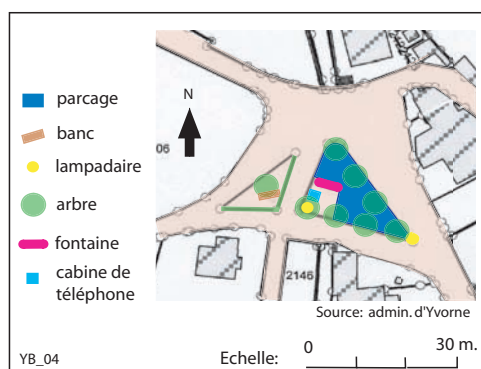 parcage
banc
lampadaire
arbre
fontaine
cabine de
téléphone
N
06
2146
Source: admin. d'Yvorne
YB_04
Echelle:
0
30 m.